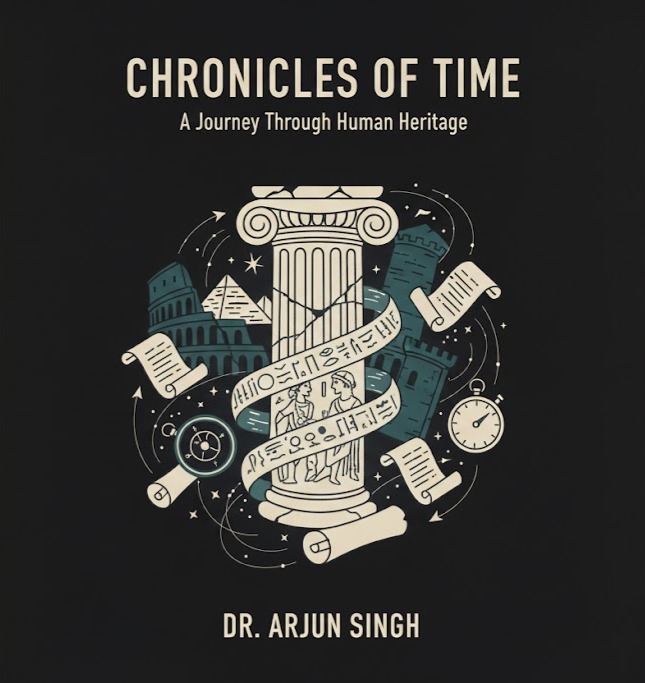 CHRONICLES OF TIME
A Journey Through Human Heritage
DR. ARJUN SINGH